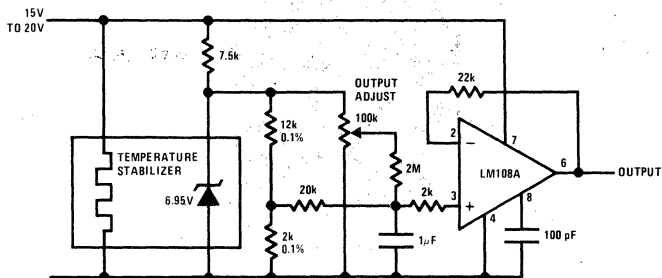 15V
TO 20V
7.5k
OUTPUT
ADJUST
22k
12k
0.1%
100k
2
7
TEMPERATURE
STABILIZER
2M
LM108A
6
OUTPUT
6.95V
20k
2k
3
8
4
2k
0.1%
1μF
100 pF